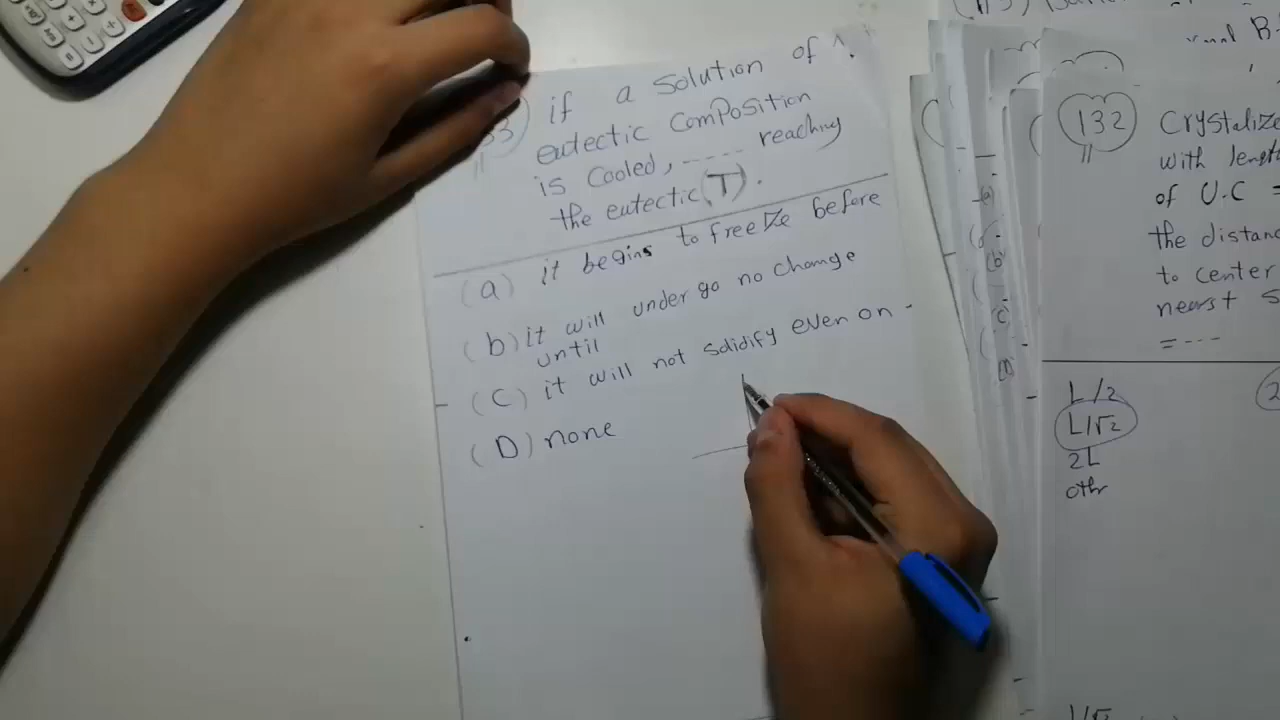 if a solution of
eutectic composition
is cooled, ---- reaching
the eutectic (T).
(a) it begins to freeze before
(b) it will under go no change
until
(C) it will not solidify even on -
(D) none
132
Crystalize
with length
of U.C =
the distanc
to center
nerst S
= ---
L/2
L/√2
2L
othr
(a)
(b)
(c)